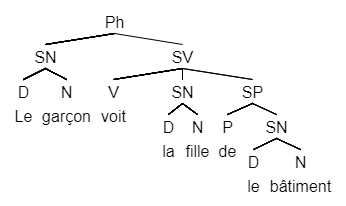 Ph
SN SV
D N V SN SP
Le garçon voit D N P SN
la fille de D N
le bâtiment